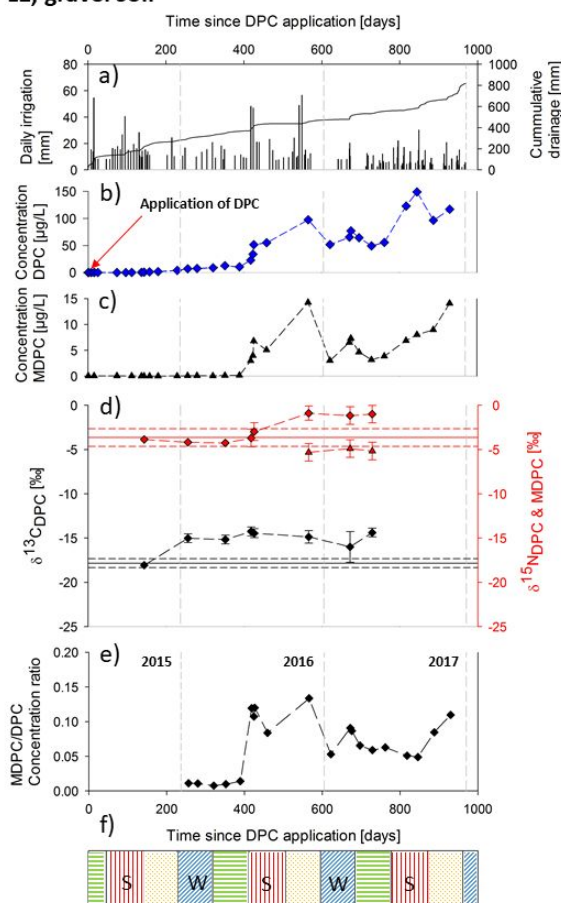 Time since DPC application [days]
0 200 400 600 800 1000
a)
Daily irrigation
[mm]
80
60
40
20
0
1000
800
600
400
200
0
Cummulative
drainage [mm]
b)
Application of DPC
Concentration
DPC [µg/L]
150
100
50
0
c)
Concentration
MDPC [µg/L]
15
10
5
0
d)
δ13CDPC [‰]
0
-5
-10
-15
-20
-25
0
-5
-10
-15
-20
-25
δ15NDPC & MDPC [‰]
e)
2015 2016 2017
MDPC/DPC
Concentration ratio
0.20
0.15
0.10
0.05
0.00
0 200 400 600 800 1000
Time since DPC application [days]
f)
S W S W S